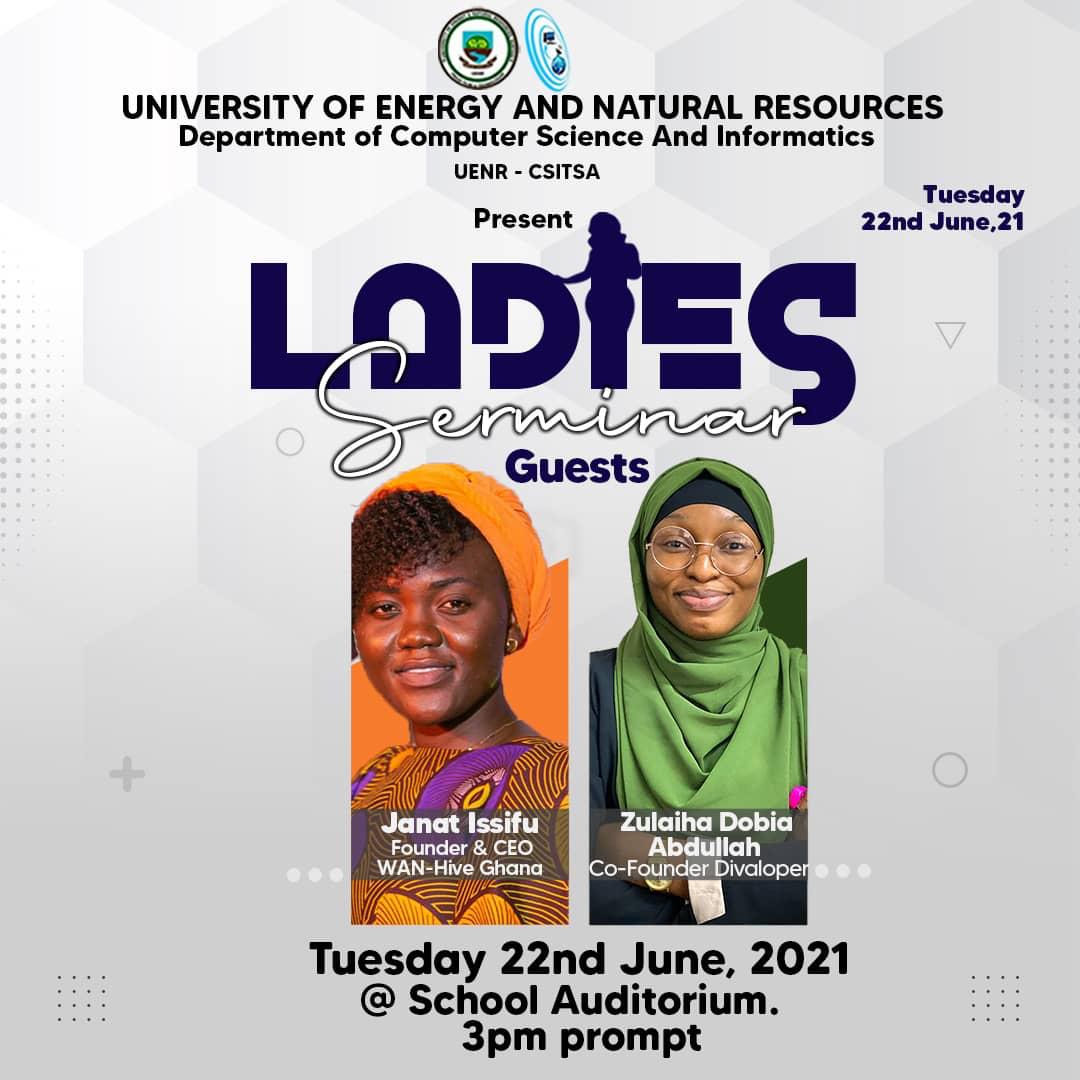 UNIVERSITY OF ENERGY AND NATURAL RESOURCES
Department of Computer Science And Informatics
UENR - CSITSA
Present
Tuesday
22nd June,21
LADIES
Serminar
Guests
Janat Issifu
Founder & CEO
WAN-Hive Ghana
Zulaiha Dobia
Abdullah
Co-Founder Divaloper
Tuesday 22nd June, 2021
@ School Auditorium.
3pm prompt